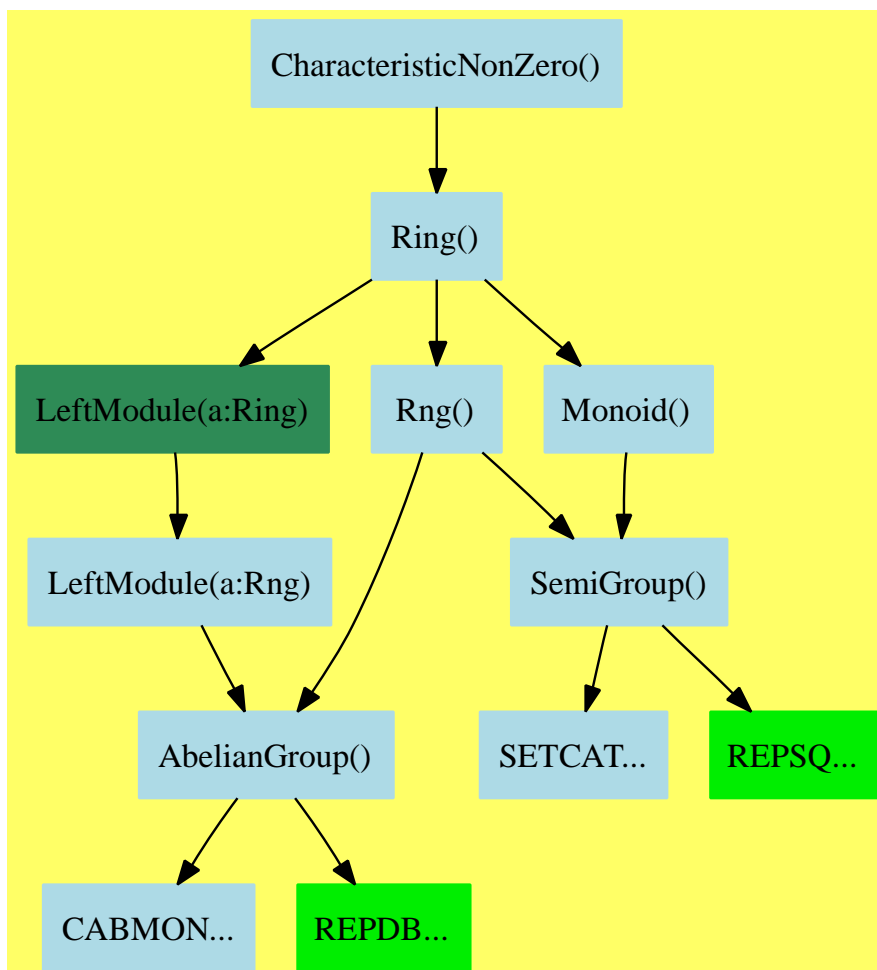 CharacteristicNonZero()
Ring()
LeftModule(a:Ring)
Rng()
Monoid()
LeftModule(a:Rng)
SemiGroup()
AbelianGroup()
SETCAT...
REPSQ...
CABMON...
REPDB...